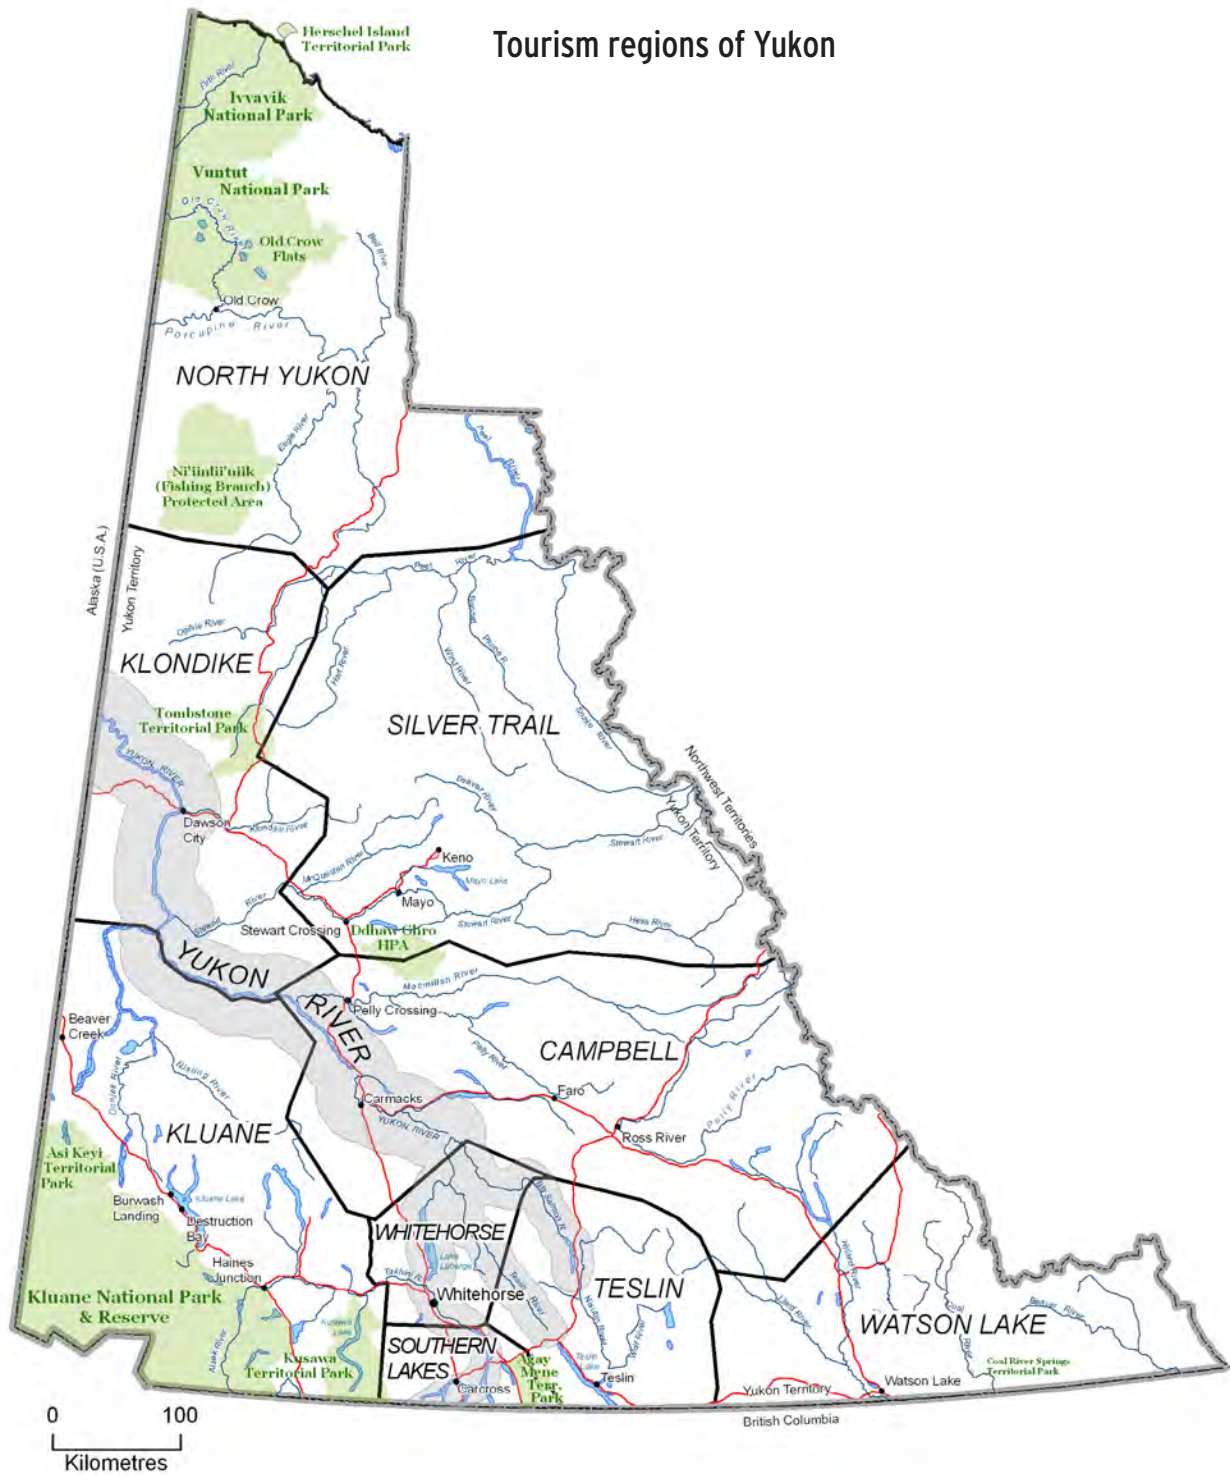 Tourism regions of Yukon
Herschel Island
Territorial Park
Firth River
Ivvavik
National Park
Vuntut
National Park
Old Crow River
Old Crow
Flats
Bell River
Old Crow
Porcupine River
NORTH YUKON
Eagle River
Peel River
Ni'iinlii'niik
(Fishing Branch)
Protected Area
Alaska (U.S.A.)
Yukon Territory
Peel River
Ogilvie River
KLONDIKE
Hart River
Wind River
Bonnet Plume R.
Snake River
Tombstone
Territorial Park
SILVER TRAIL
Northwest Territories
Yukon Territory
YUKON RIVER
Beaver River
Dawson
City
Klondike River
Stewart River
McQuesten River
Keno
Mayo Lake
Mayo
Stewart River
Stewart River
Hess River
Stewart Crossing
Ddhaw Ghro
HPA
YUKON
RIVER
Macmillan River
Pelly Crossing
Beaver
Creek
Pelly River
CAMPBELL
Donjek River
Nisling River
Faro
Pelly River
Carmacks
YUKON RIVER
Ross River
KLUANE
Asi Keyi
Territorial
Park
Burwash
Landing
Kluane Lake
Destruction
Bay
Big Salmon R.
WHITEHORSE
Lake
Laberge
Haines
Junction
Takhini R.
Teslin River
Hyland River
TESLIN
Whitehorse
Nisutlin River
Liard River
Coal River
Beaver River
Kluane National Park
& Reserve
WATSON LAKE
Alsek River
Kusawa
Lake
Kusawa
Territorial Park
SOUTHERN
LAKES
Wolf River
Agay
Mene
Terr.
Park
Teslin
Lake
Teslin
Coal River Springs
Territorial Park
Carcross
Watson Lake
Yukon Territory
British Columbia
0 100
Kilometres